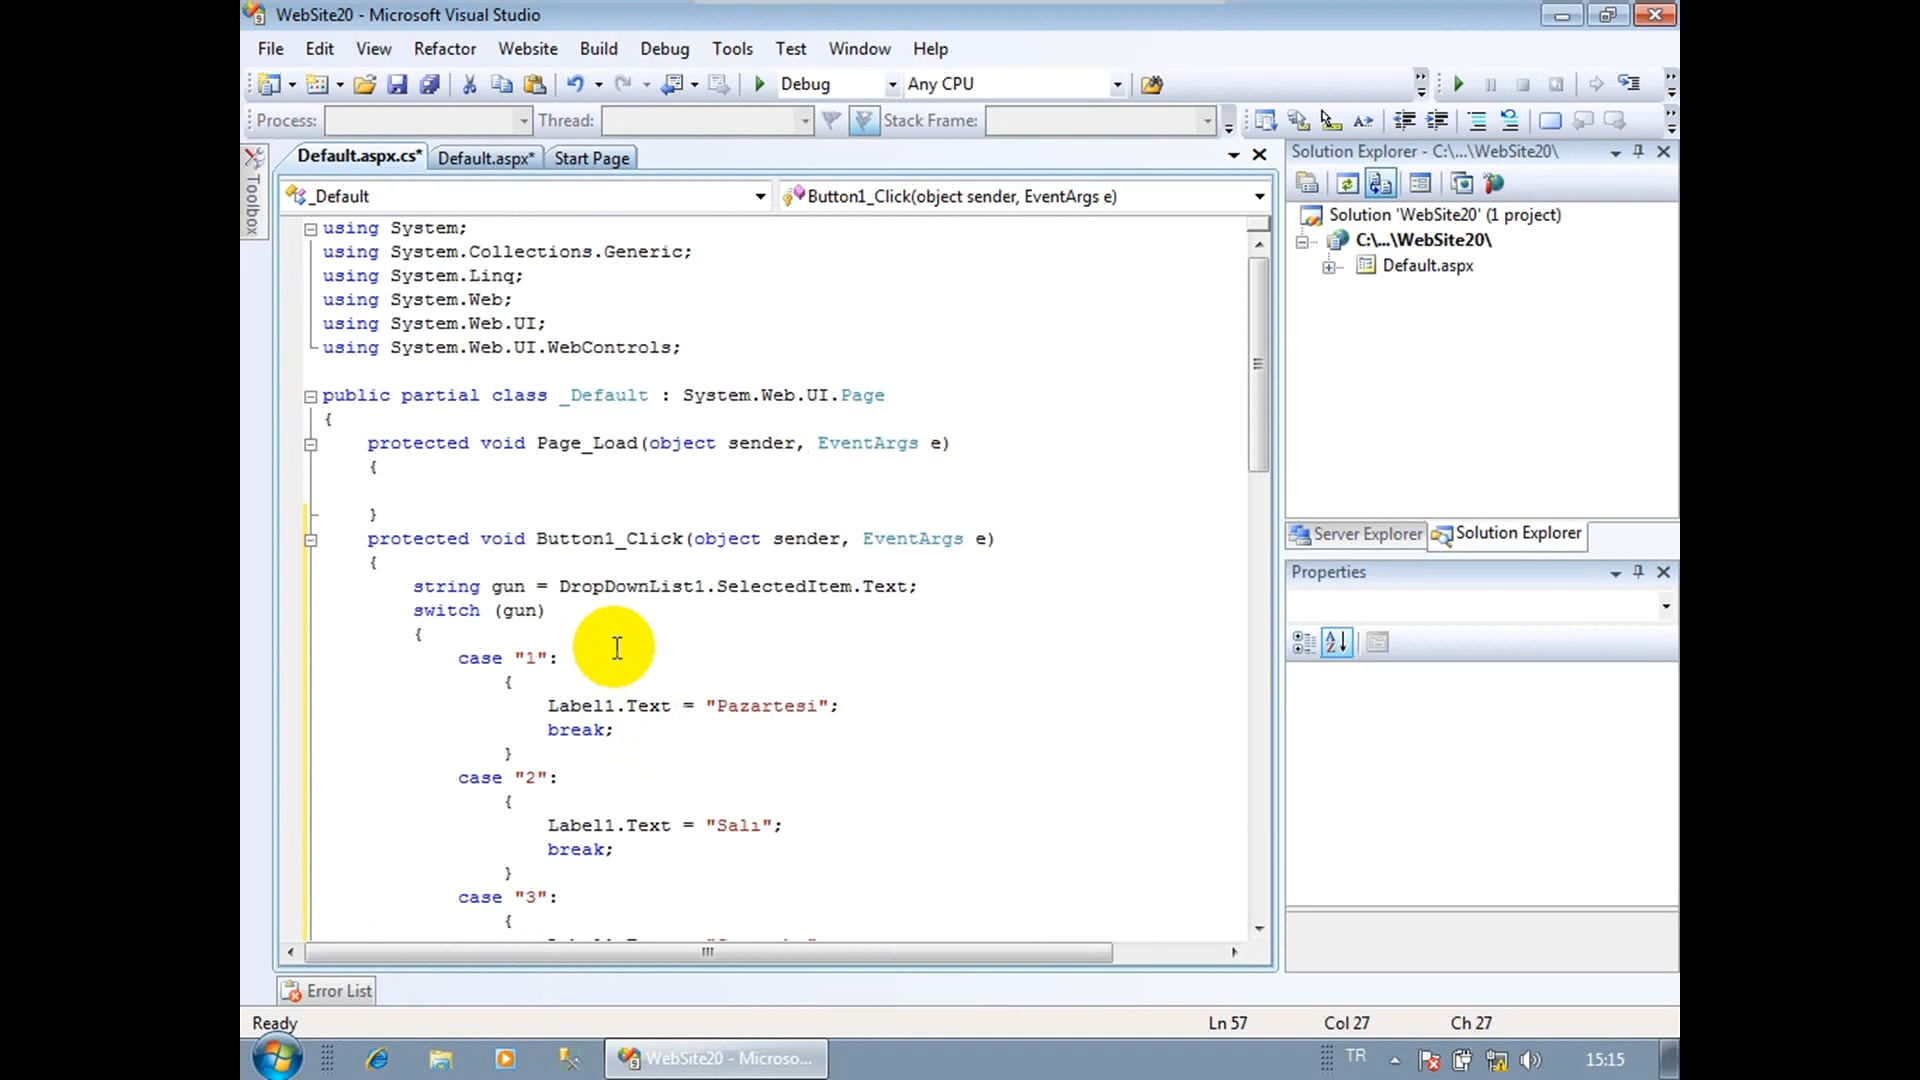 WebSite20 - Microsoft Visual Studio
File Edit View Refactor Website Build Debug Tools Test Window Help
Debug Any CPU
Process: Thread: Stack Frame:
Toolbox
Default.aspx.cs* Default.aspx* Start Page
_Default Button1_Click(object sender, EventArgs e)
using System;
using System.Collections.Generic;
using System.Linq;
using System.Web;
using System.Web.UI;
using System.Web.UI.WebControls;
public partial class _Default : System.Web.UI.Page
{
protected void Page_Load(object sender, EventArgs e)
{
}
protected void Button1_Click(object sender, EventArgs e)
{
string gun = DropDownList1.SelectedItem.Text;
switch (gun)
{
case "1":
{
Label1.Text = "Pazartesi";
break;
}
case "2":
{
Label1.Text = "Salı";
break;
}
case "3":
{
Solution Explorer - C:\...\WebSite20\
Solution 'WebSite20' (1 project)
C:\...\WebSite20\
Default.aspx
Server Explorer Solution Explorer
Properties
Error List
Ready Ln 57 Col 27 Ch 27
WebSite20 - Microso... TR 15:15